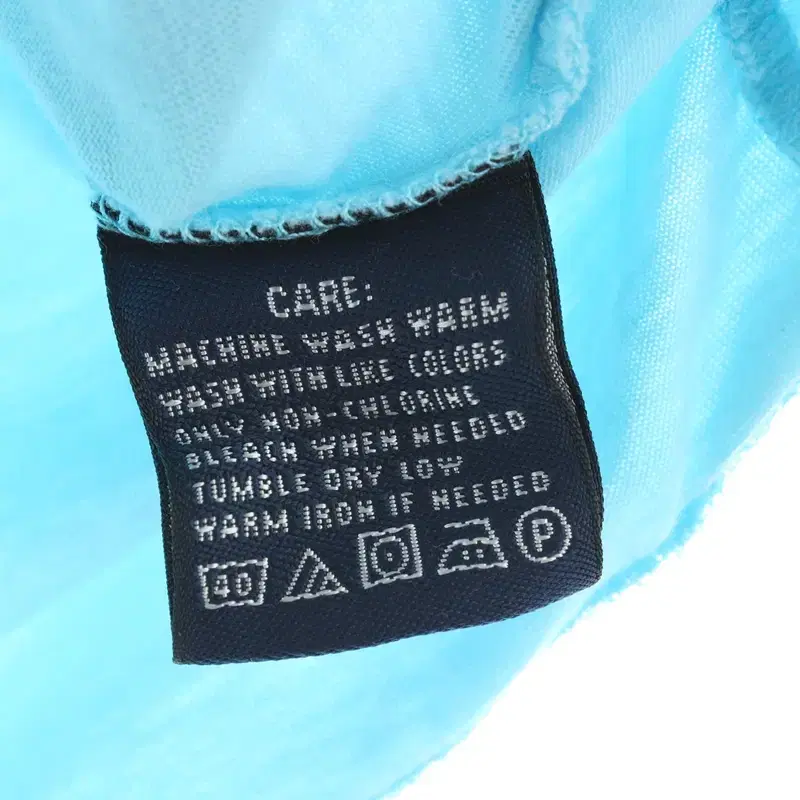 CARE:
MACHINE WASH WARM
WASH WITH LIKE COLORS
ONLY NON-CHLORINE
BLEACH WHEN NEEDED
TUMBLE DRY LOW
WARM IRON IF NEEDED
40 P